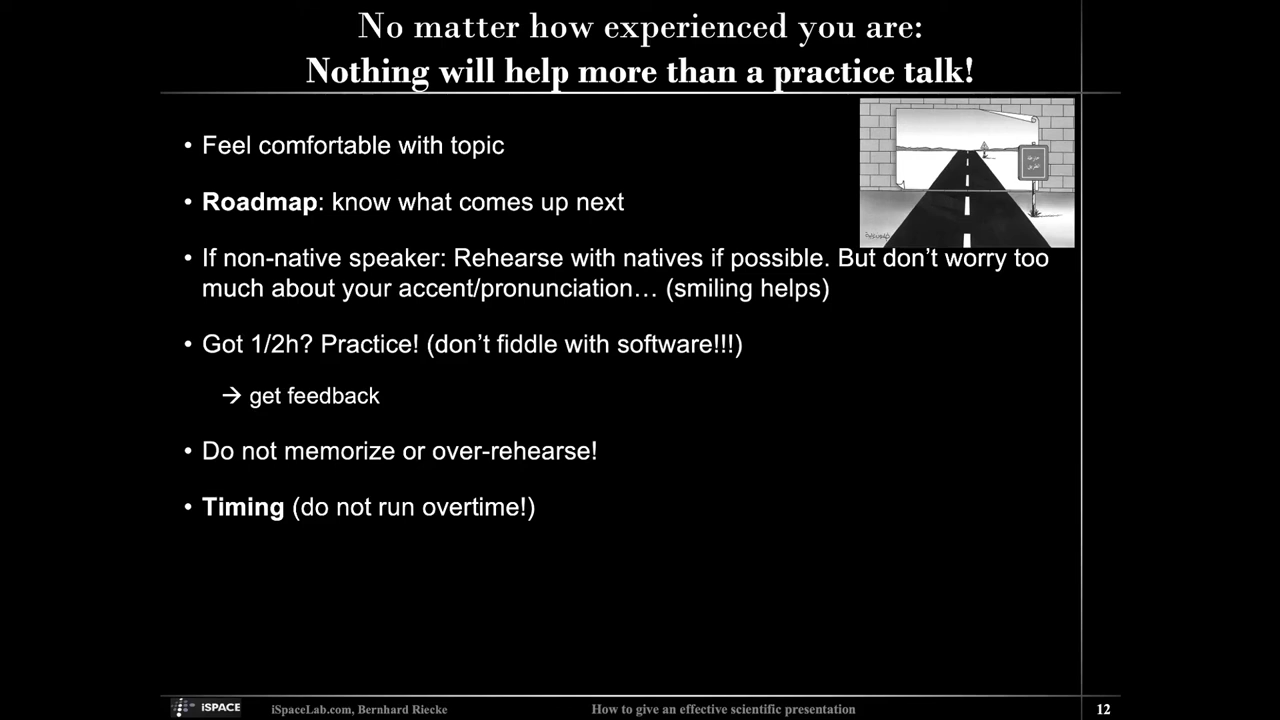 No matter how experienced you are:
Nothing will help more than a practice talk!
• Feel comfortable with topic
• Roadmap: know what comes up next
خارطة
الطريق
• If non-native speaker: Rehearse with natives if possible. But don’t worry too
much about your accent/pronunciation… (smiling helps)
• Got 1/2h? Practice! (don’t fiddle with software!!!)
→ get feedback
• Do not memorize or over-rehearse!
• Timing (do not run overtime!)
iSPACE
iSpaceLab.com, Bernhard Riecke
How to give an effective scientific presentation
12